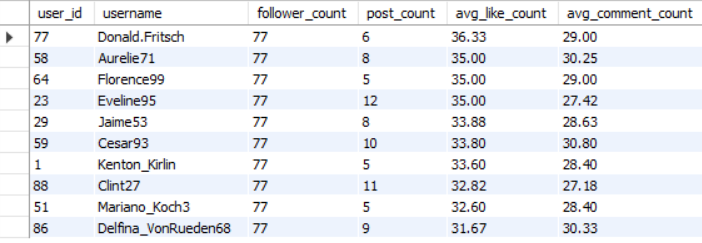 user_id username follower_count post_count avg_like_count avg_comment_count
77 Donald.Fritsch 77 6 36.33 29.00
58 Aurelie71 77 8 35.00 30.25
64 Florence99 77 5 35.00 29.00
23 Eveline95 77 12 35.00 27.42
29 Jaime53 77 8 33.88 28.63
59 Cesar93 77 10 33.80 30.80
1 Kenton_Kirlin 77 5 33.60 28.40
88 Clint27 77 11 32.82 27.18
51 Mariano_Koch3 77 5 32.60 28.40
86 Delfina_VonRueden68 77 9 31.67 30.33